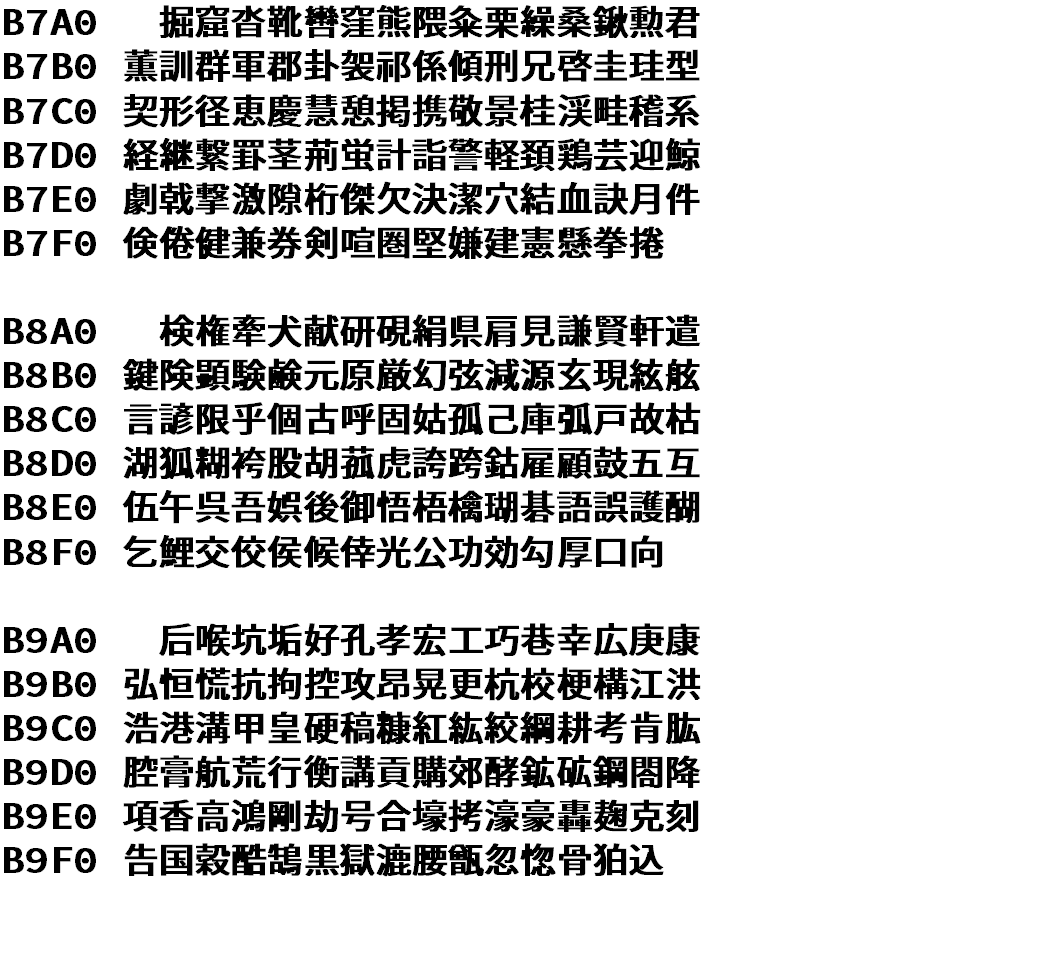 B7A0 掘窟沓靴轡窪熊隈粂栗繰桑鍬勲君
B7B0 薫訓群軍郡卦袈祁係傾刑兄啓圭珪型
B7C0 契形径恵慶慧憩掲携敬景桂渓畦稽系
B7D0 経継繋罫茎荊蛍計詣警軽頚鶏芸迎鯨
B7E0 劇戟撃激隙桁傑欠決潔穴結血訣月件
B7F0 倹倦健兼券剣喧圏堅嫌建憲懸拳捲
B8A0 検権牽犬献研硯絹県肩見謙賢軒遣
B8B0 鍵険顕験鹸元原厳幻弦減源玄現絃舷
B8C0 言諺限乎個古呼固姑孤己庫弧戸故枯
B8D0 湖狐糊袴股胡菰虎誇跨鈷雇顧鼓五互
B8E0 伍午呉吾娯後御悟梧檎瑚碁語誤護醐
B8F0 乞鯉交佼侯候倖光公功効勾厚口向
B9A0 后喉坑垢好孔孝宏工巧巷幸広庚康
B9B0 弘恒慌抗拘控攻昂晃更杭校梗構江洪
B9C0 浩港溝甲皇硬稿糠紅紘絞綱耕考肯肱
B9D0 腔膏航荒行衡講貢購郊酵鉱砿鋼閤降
B9E0 項香高鴻剛劫号合壕拷濠豪轟麹克刻
B9F0 告国穀酷鵠黒獄漉腰甑忽惚骨狛込